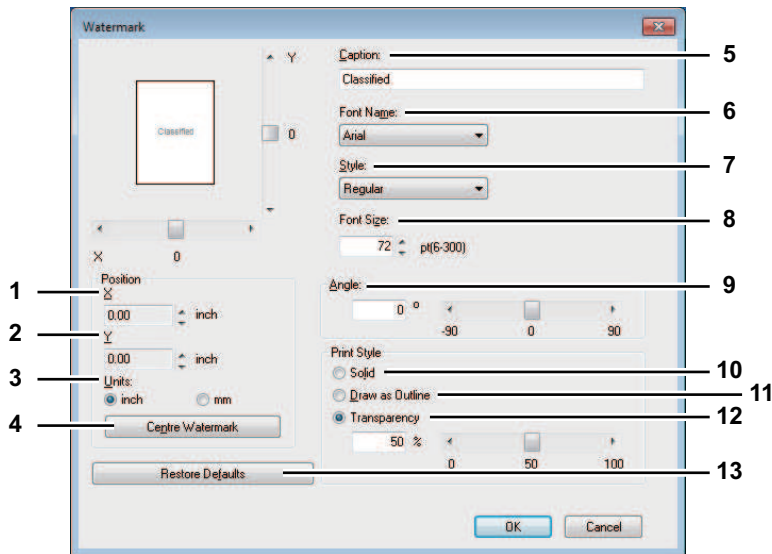 Watermark
Y
Classified
0
X 0
Position
X
0.00 inch
Y
0.00 inch
Units:
inch mm
Centre Watermark
Restore Defaults
Caption:
Classified
Font Name:
Arial
Style:
Regular
Font Size:
72 pt(6-300)
Angle:
0 °
-90 0 90
Print Style
Solid
Draw as Outline
Transparency
50 %
0 50 100
OK Cancel
1
2
3
4
5
6
7
8
9
10
11
12
13